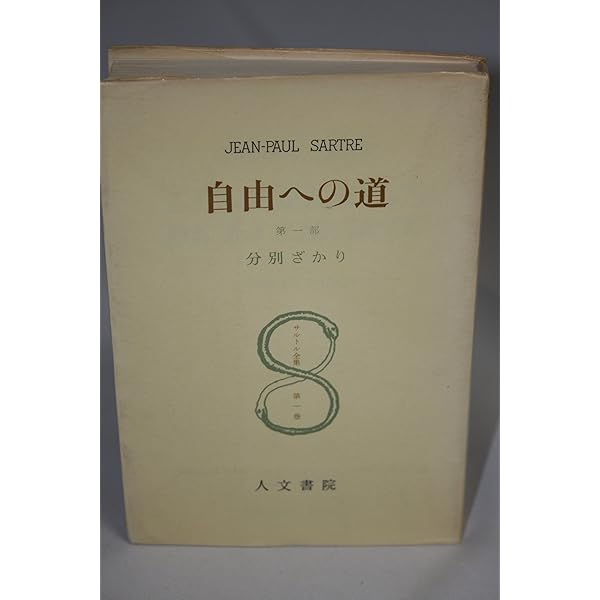 JEAN-PAUL SARTRE
自由への道
第一部
分別ざかり
サルトル全集
第一巻
人文書院